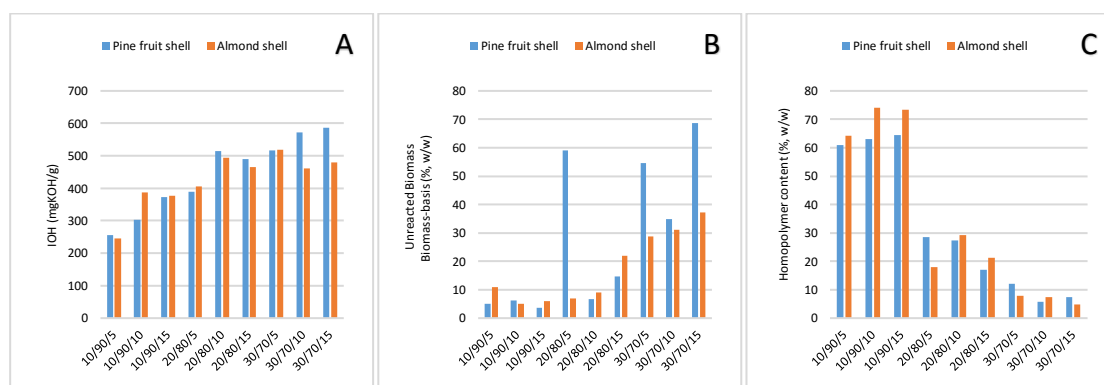 Pine fruit shell Almond shell A
IOH (mgKOH/g)
700
600
500
400
300
200
100
0
10/90/5 10/90/10 10/90/15 20/80/5 20/80/10 20/80/15 30/70/5 30/70/10 30/70/15
Pine fruit shell Almond shell B
Unreacted Biomass
Biomass-basis (%, w/w)
80
70
60
50
40
30
20
10
0
10/90/5 10/90/10 10/90/15 20/80/5 20/80/10 20/80/15 30/70/5 30/70/10 30/70/15
Pine fruit shell Almond shell C
Homopolymer content (%, w/w)
80
70
60
50
40
30
20
10
0
10/90/5 10/90/10 10/90/15 20/80/5 20/80/10 20/80/15 30/70/5 30/70/10 30/70/15